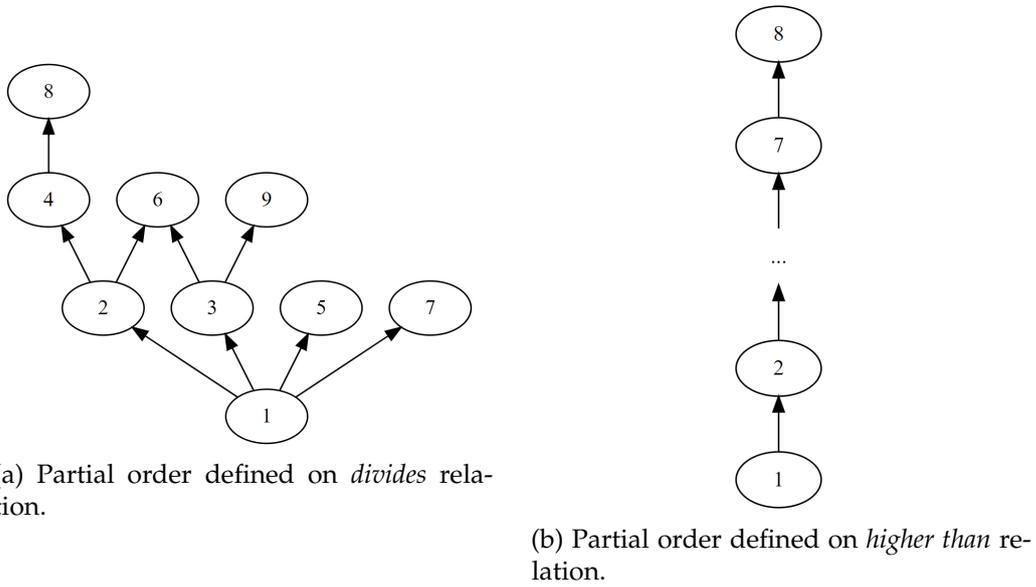 8
4 6 9
2 3 5 7
1
(a) Partial order defined on divides rela-
tion.
8
7
...
2
1
(b) Partial order defined on higher than re-
lation.